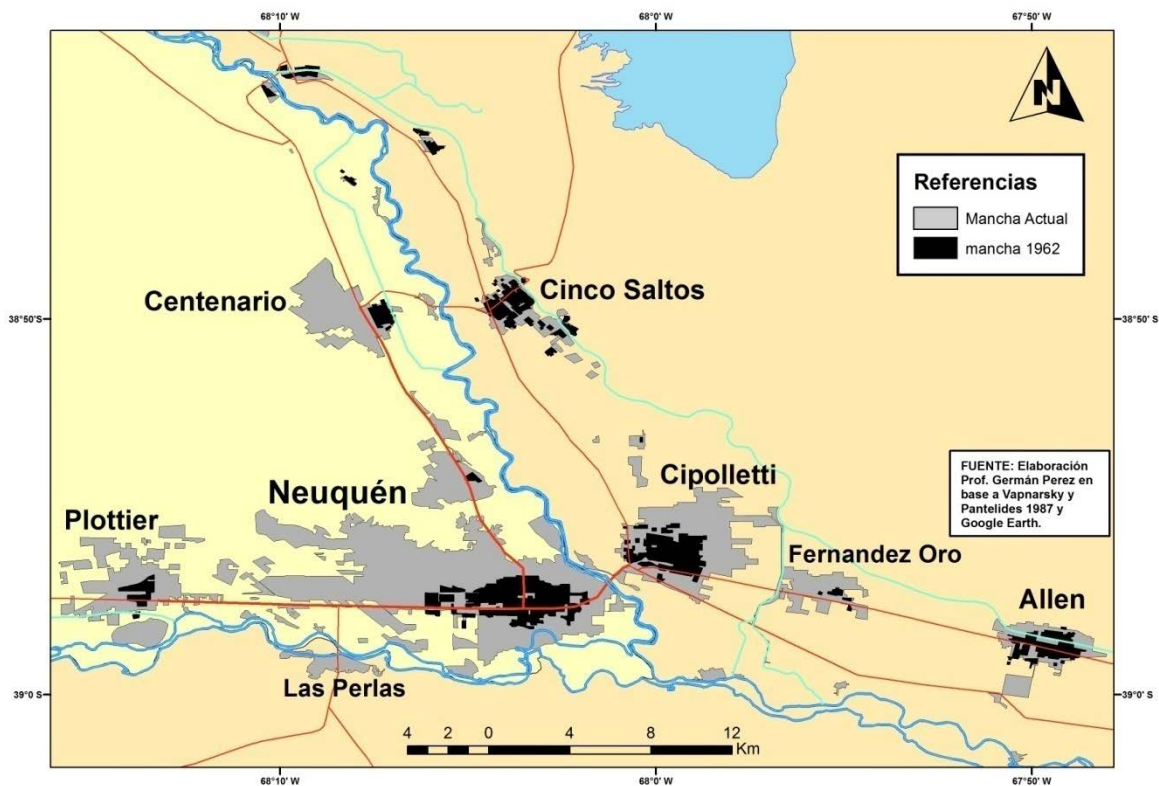 68°10' W
68°0' W
67°50' W
N
Referencias
Mancha Actual
mancha 1962
Centenario
Cinco Saltos
38°50'S
38°50' S
Neuquén
Cipolletti
FUENTE: Elaboración
Prof. Germán Perez en
base a Vapnarsky y
Pantelides 1987 y
Google Earth.
Plottier
Fernandez Oro
Allen
Las Perlas
39°0 S
39°0' S
4 2 0 4 8 12
Km
68°10' W
68°0' W
67°50' W